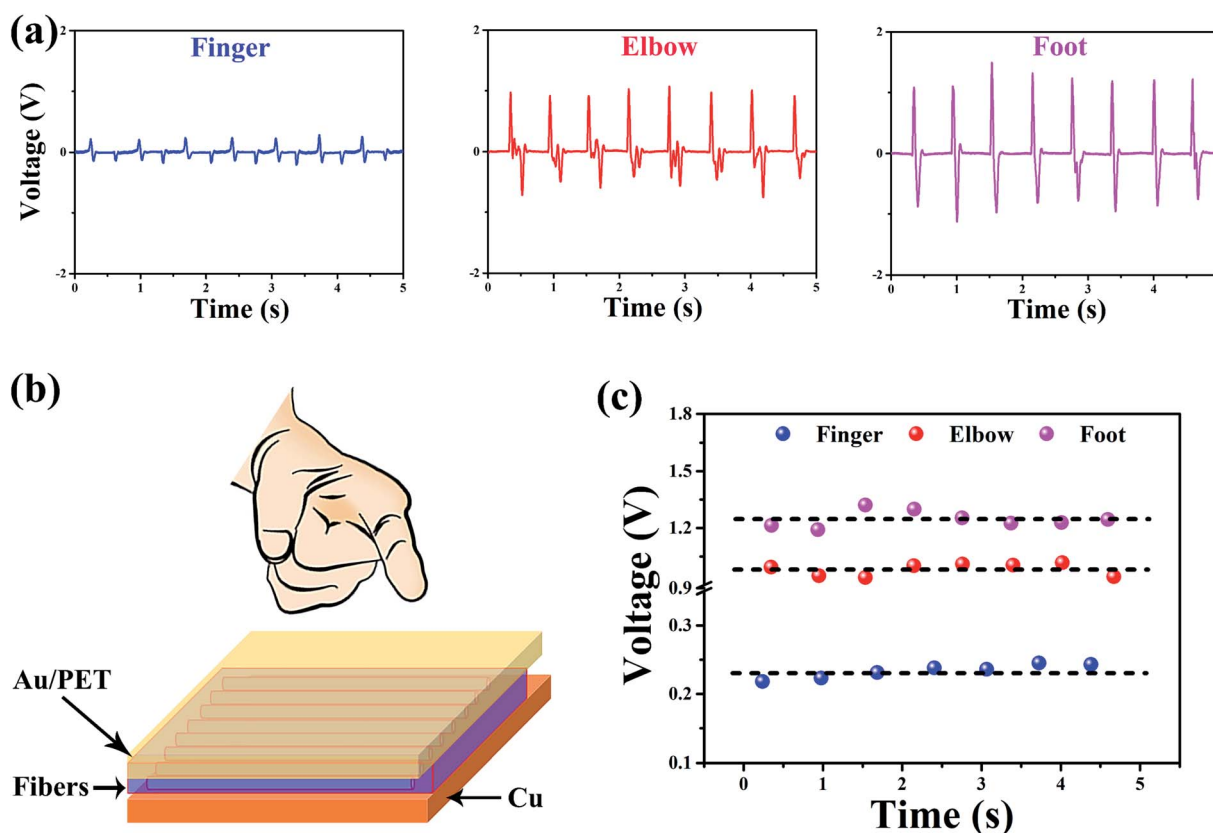 (a)
Finger
Elbow
Foot
Voltage (V)
2
0
-2
0 1 2 3 4 5
Time (s)
2
0
-2
0 1 2 3 4 5
Time (s)
2
0
-2
0 1 2 3 4
Time (s)
(b)
Au/PET
Fibers
Cu
(c)
Finger Elbow Foot
Voltage (V)
1.8
1.5
1.2
0.9
0.3
0.2
0.1
0 1 2 3 4 5
Time (s)